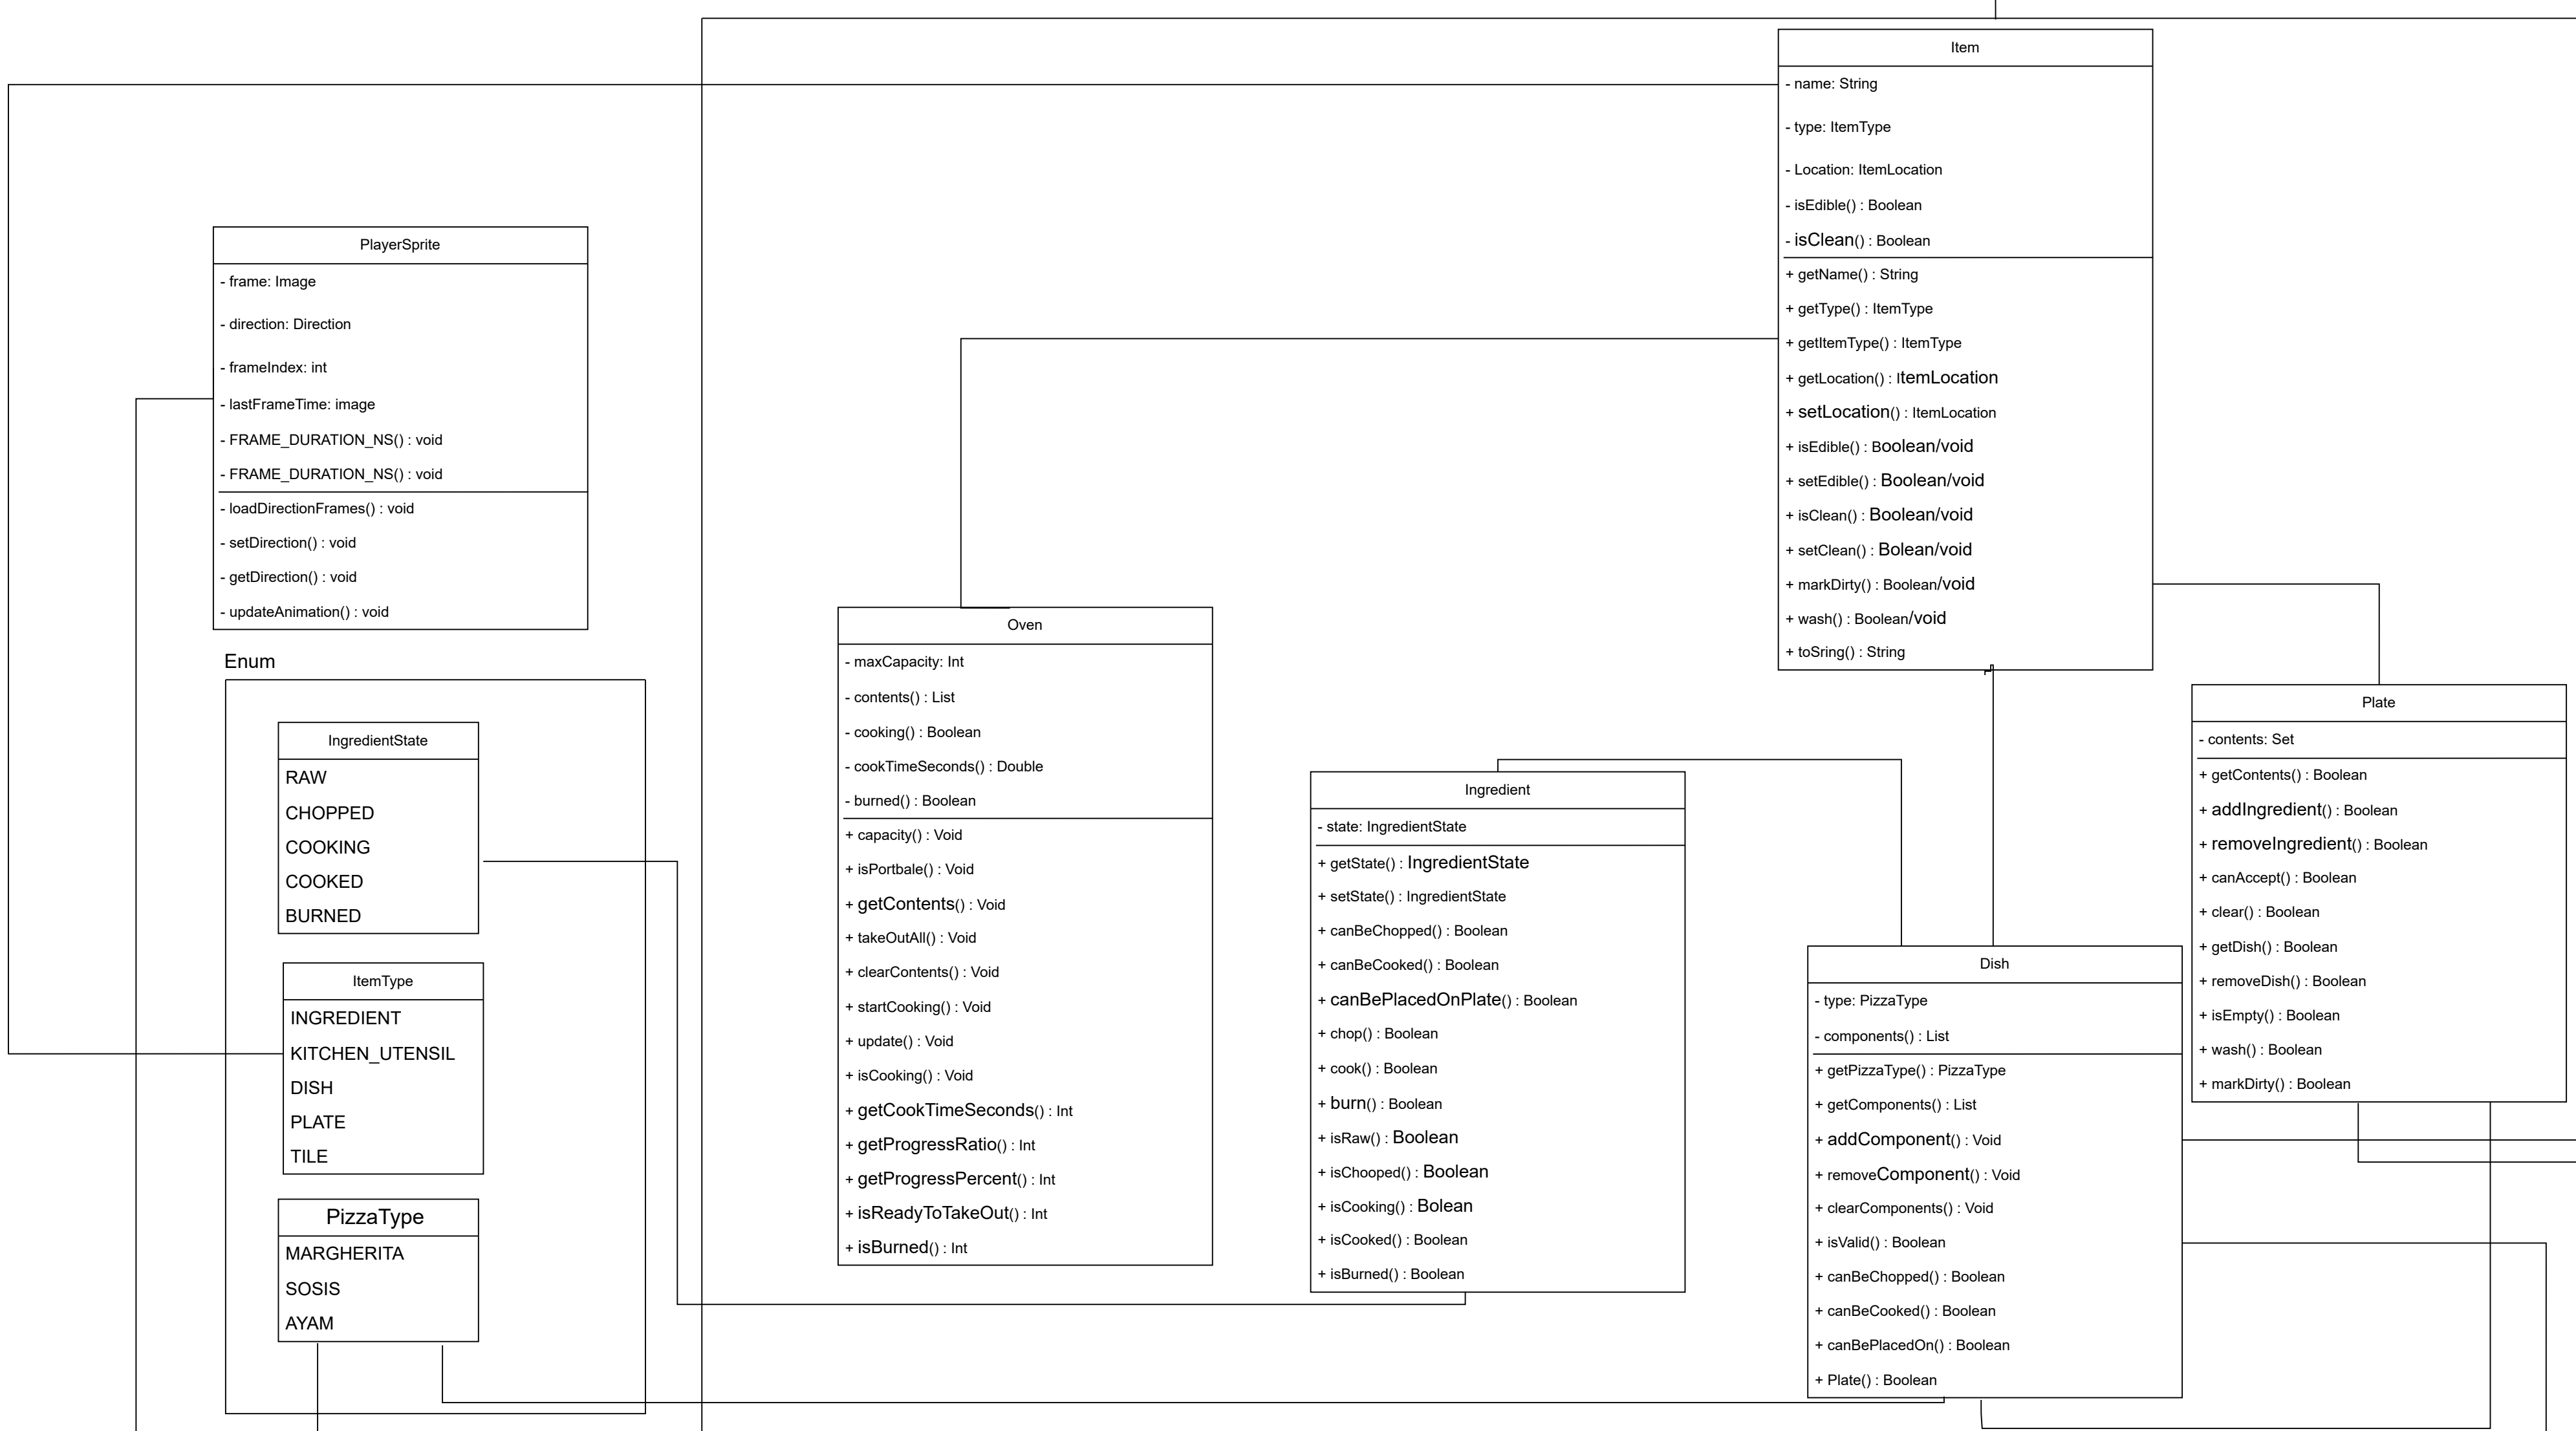 Item
- name: String
- type: ItemType
- Location: ItemLocation
- isEdible() : Boolean
- isClean() : Boolean
+ getName() : String
+ getType() : ItemType
+ getItemType() : ItemType
+ getLocation() : ItemLocation
+ setLocation() : ItemLocation
+ isEdible() : Boolean/void
+ setEdible() : Boolean/void
+ isClean() : Boolean/void
+ setClean() : Bolean/void
+ markDirty() : Boolean/void
+ wash() : Boolean/void
+ toSring() : String
PlayerSprite
- frame: Image
- direction: Direction
- frameIndex: int
- lastFrameTime: image
- FRAME_DURATION_NS() : void
- FRAME_DURATION_NS() : void
- loadDirectionFrames() : void
- setDirection() : void
- getDirection() : void
- updateAnimation() : void
Enum
IngredientState
RAW
CHOPPED
COOKING
COOKED
BURNED
ItemType
INGREDIENT
KITCHEN_UTENSIL
DISH
PLATE
TILE
PizzaType
MARGHERITA
SOSIS
AYAM
Oven
- maxCapacity: Int
- contents() : List
- cooking() : Boolean
- cookTimeSeconds() : Double
- burned() : Boolean
+ capacity() : Void
+ isPortbale() : Void
+ getContents() : Void
+ takeOutAll() : Void
+ clearContents() : Void
+ startCooking() : Void
+ update() : Void
+ isCooking() : Void
+ getCookTimeSeconds() : Int
+ getProgressRatio() : Int
+ getProgressPercent() : Int
+ isReadyToTakeOut() : Int
+ isBurned() : Int
Ingredient
- state: IngredientState
+ getState() : IngredientState
+ setState() : IngredientState
+ canBeChopped() : Boolean
+ canBeCooked() : Boolean
+ canBePlacedOnPlate() : Boolean
+ chop() : Boolean
+ cook() : Boolean
+ burn() : Boolean
+ isRaw() : Boolean
+ isChooped() : Boolean
+ isCooking() : Bolean
+ isCooked() : Boolean
+ isBurned() : Boolean
Dish
- type: PizzaType
- components() : List
+ getPizzaType() : PizzaType
+ getComponents() : List
+ addComponent() : Void
+ removeComponent() : Void
+ clearComponents() : Void
+ isValid() : Boolean
+ canBeChopped() : Boolean
+ canBeCooked() : Boolean
+ canBePlacedOn() : Boolean
+ Plate() : Boolean
Plate
- contents: Set
+ getContents() : Boolean
+ addIngredient() : Boolean
+ removeIngredient() : Boolean
+ canAccept() : Boolean
+ clear() : Boolean
+ getDish() : Boolean
+ removeDish() : Boolean
+ isEmpty() : Boolean
+ wash() : Boolean
+ markDirty() : Boolean